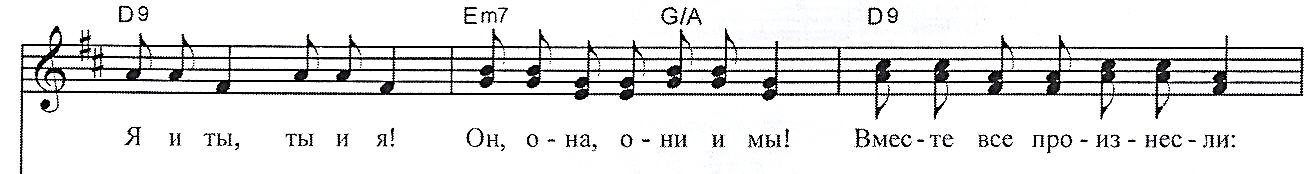 D9 Em7 G/A D9
Я и ты, ты и я! Он, о - на, о - ни и мы! Вмес - те все про - из - нес - ли: